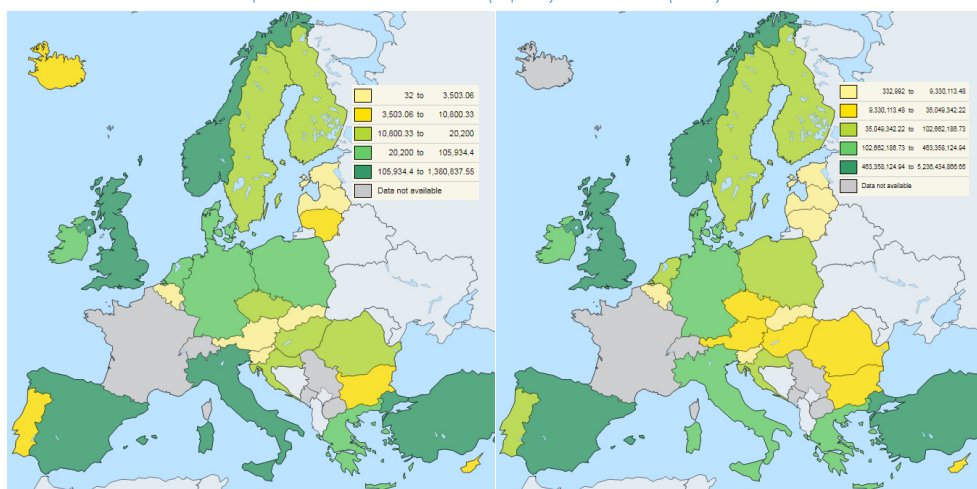 32 to 3,503.06
3,503.06 to 10,800.33
10,800.33 to 20,200
20,200 to 105,934.4
105,934.4 to 1,380,837.55
Data not available
332,992 to 9,330,113.48
9,330,113.48 to 35,049,342.22
35,049,342.22 to 102,662,186.73
102,662,186.73 to 463,358,124.94
463,358,124.94 to 5,236,434,866.65
Data not available